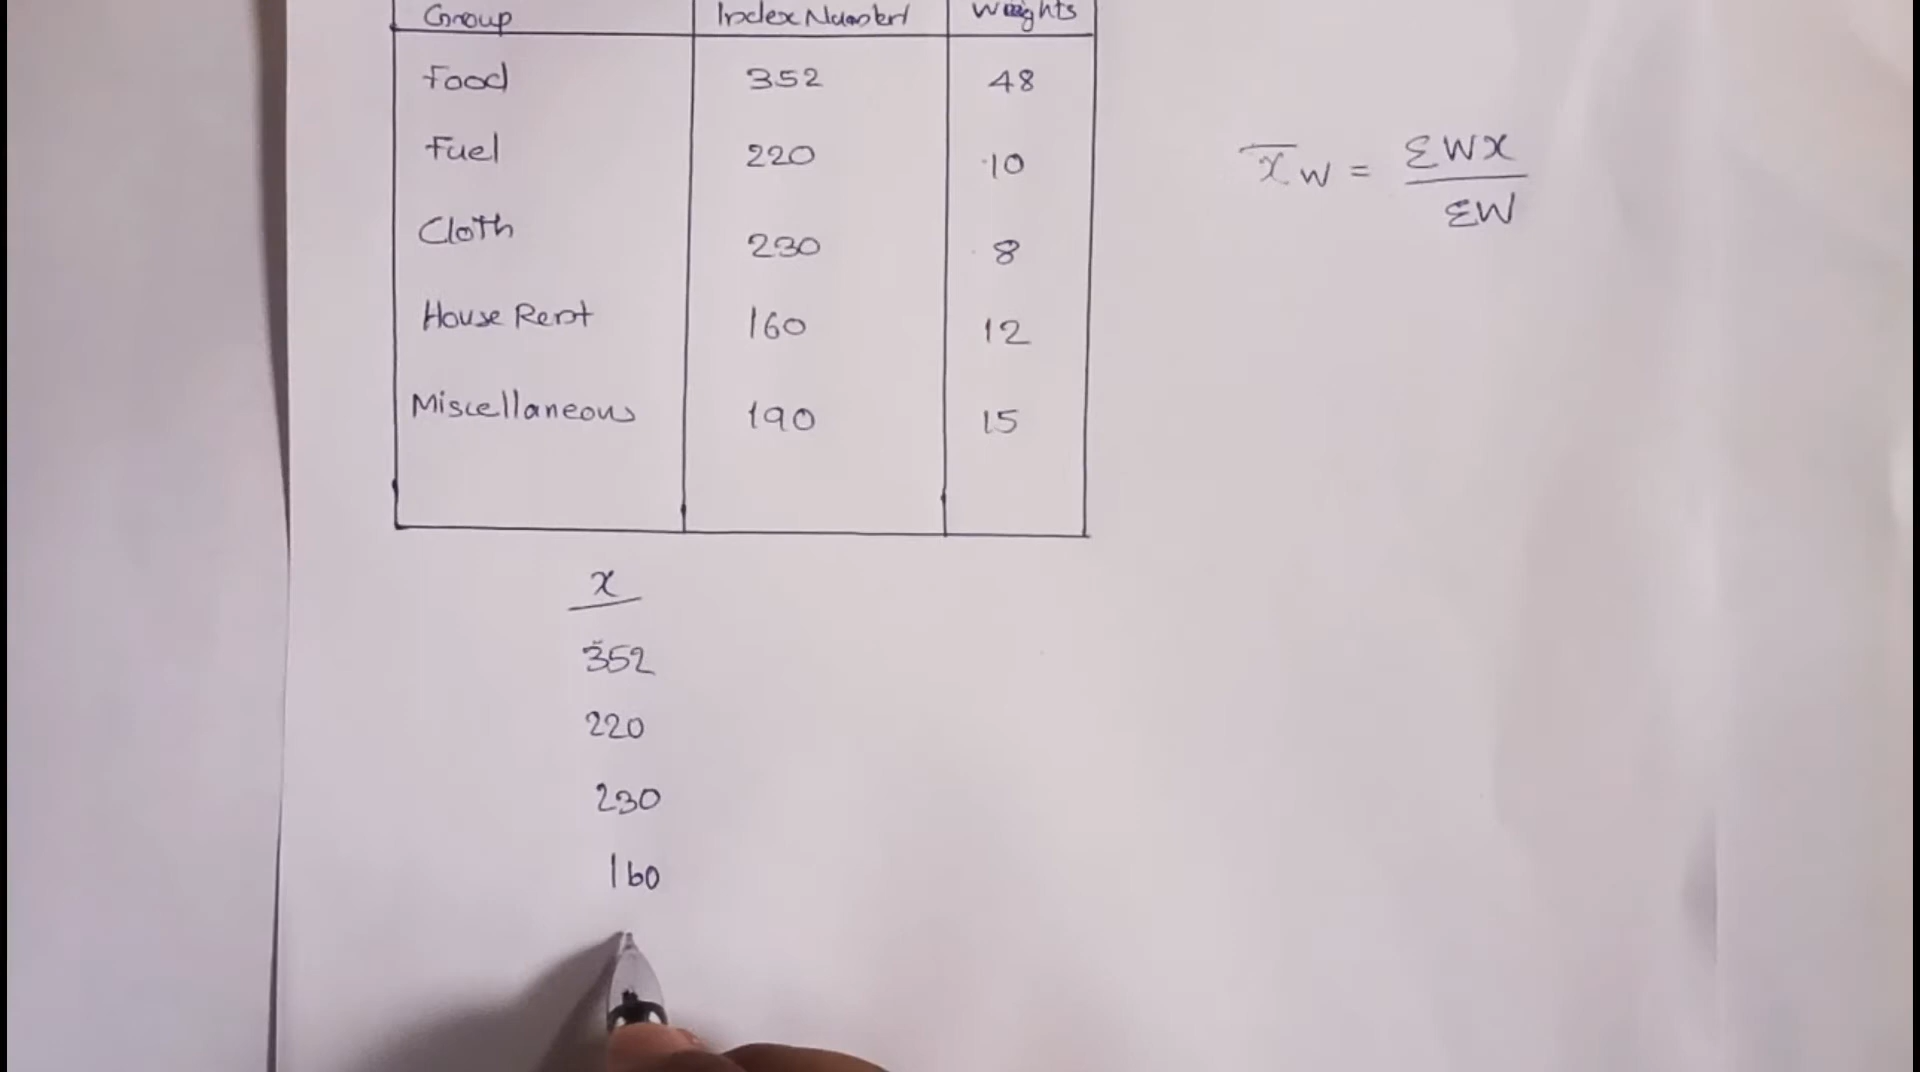 Group Index Number Weights
Food 352 48
Fuel 220 10
Cloth 230 8
House Rent 160 12
Miscellaneous 190 15
x̄w = ΣWx / ΣW
x
352
220
230
160